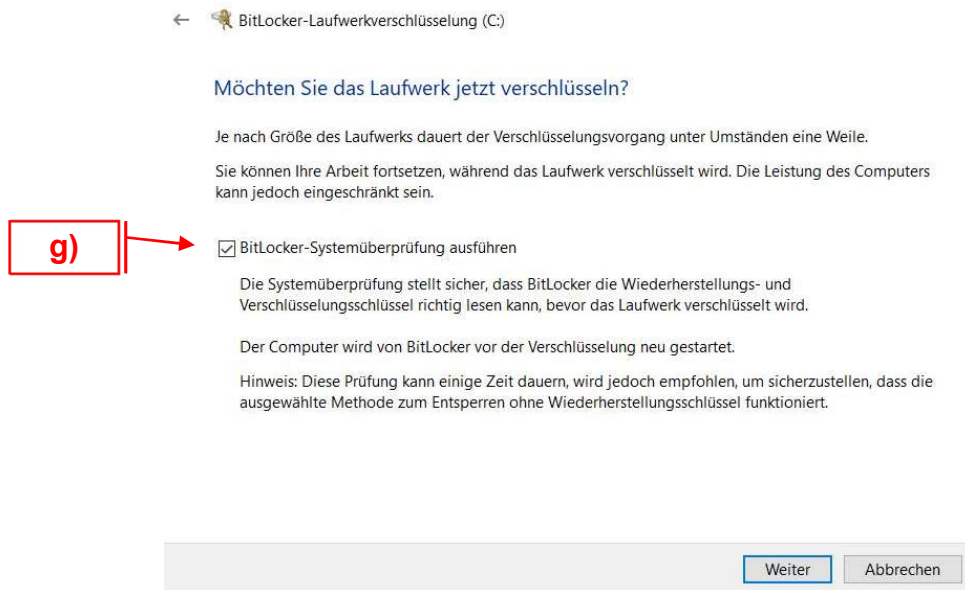 BitLocker-Laufwerkverschlüsselung (C:)
Möchten Sie das Laufwerk jetzt verschlüsseln?
Je nach Größe des Laufwerks dauert der Verschlüsselungsvorgang unter Umständen eine Weile.
Sie können Ihre Arbeit fortsetzen, während das Laufwerk verschlüsselt wird. Die Leistung des Computers
kann jedoch eingeschränkt sein.
g)
BitLocker-Systemüberprüfung ausführen
Die Systemüberprüfung stellt sicher, dass BitLocker die Wiederherstellungs- und
Verschlüsselungsschlüssel richtig lesen kann, bevor das Laufwerk verschlüsselt wird.
Der Computer wird von BitLocker vor der Verschlüsselung neu gestartet.
Hinweis: Diese Prüfung kann einige Zeit dauern, wird jedoch empfohlen, um sicherzustellen, dass die
ausgewählte Methode zum Entsperren ohne Wiederherstellungsschlüssel funktioniert.
Weiter
Abbrechen